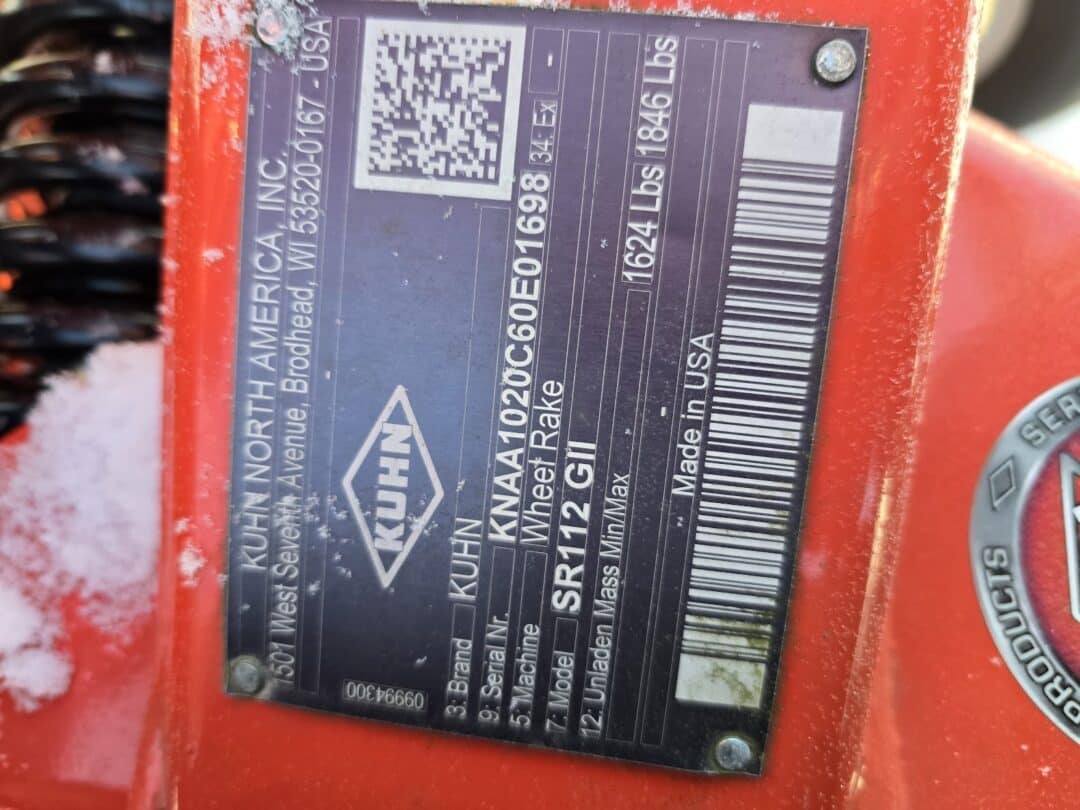 KUHN NORTH AMERICA, INC.
1501 West Seventh Avenue, Brodhead, WI 53520-0167 - USA
KUHN
09994300
3: Brand KUHN
9: Serial Nr. KNAA1020C60E01698 34: Ex -
5: Machine Wheel Rake
7: Model SR112 GII
12: Unladen Mass Min/Max 1624 Lbs 1846 Lbs
-
Made in USA
PRODUCTS